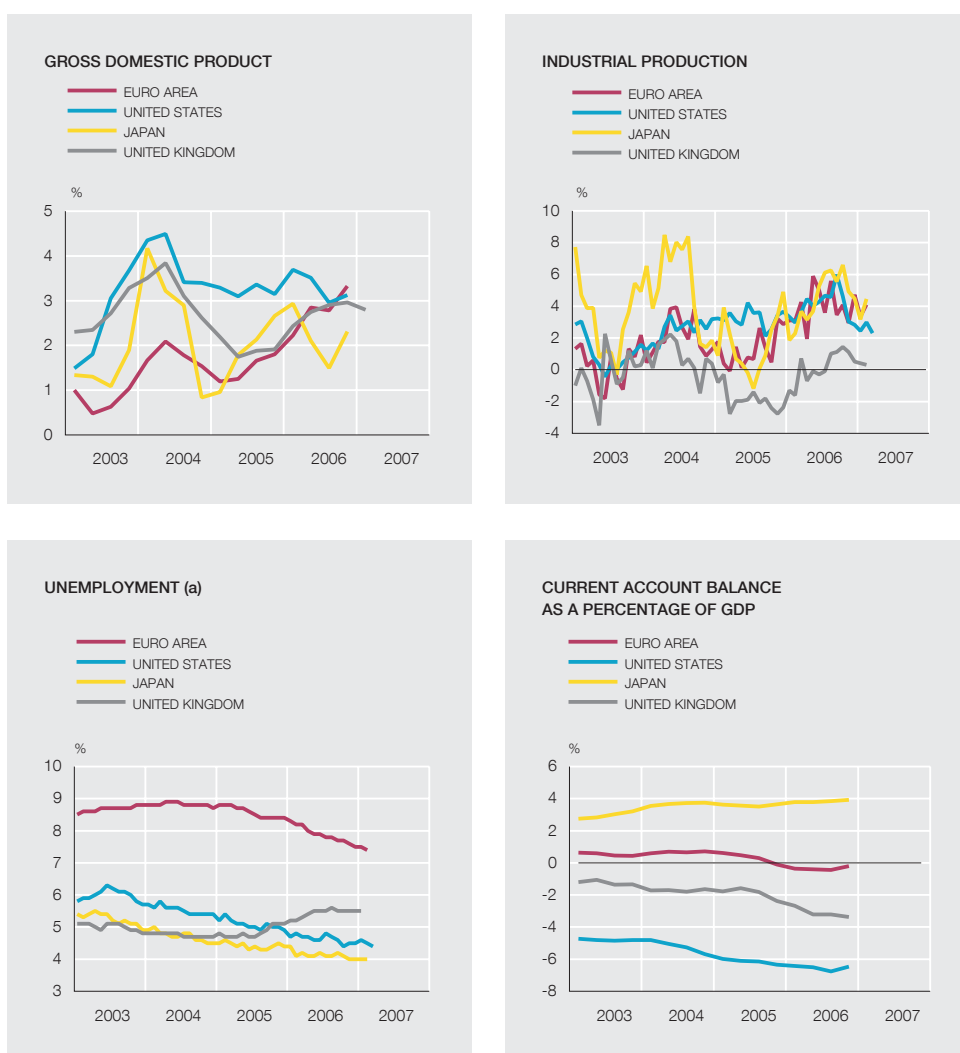 GROSS DOMESTIC PRODUCT
EURO AREA
UNITED STATES
JAPAN
UNITED KINGDOM
%
5
4
3
2
1
0
2003 2004 2005 2006 2007
INDUSTRIAL PRODUCTION
EURO AREA
UNITED STATES
JAPAN
UNITED KINGDOM
%
10
8
6
4
2
0
-2
-4
2003 2004 2005 2006 2007
UNEMPLOYMENT (a)
EURO AREA
UNITED STATES
JAPAN
UNITED KINGDOM
%
10
9
8
7
6
5
4
3
2003 2004 2005 2006 2007
CURRENT ACCOUNT BALANCE
AS A PERCENTAGE OF GDP
EURO AREA
UNITED STATES
JAPAN
UNITED KINGDOM
%
6
4
2
0
-2
-4
-6
-8
2003 2004 2005 2006 2007